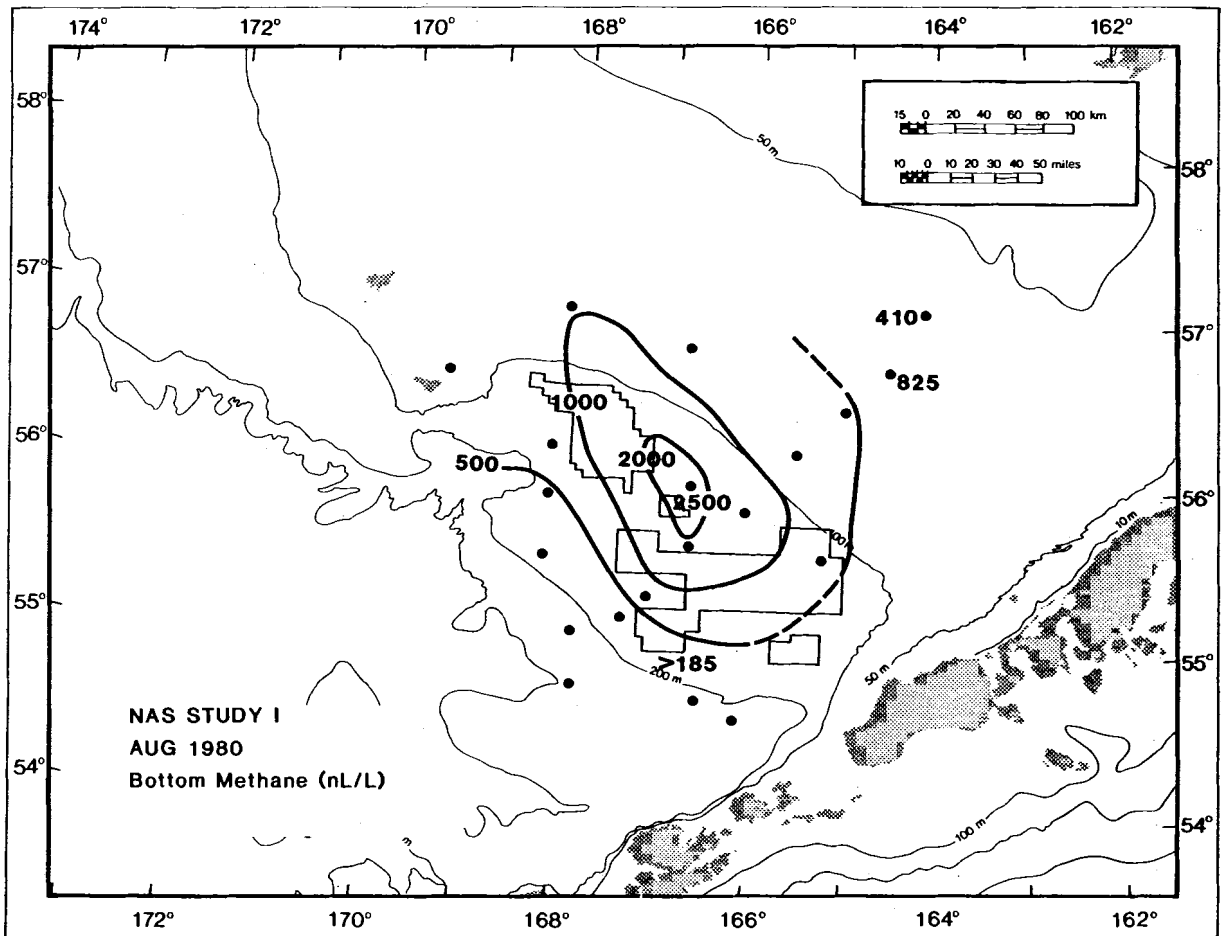 174° 170° 168° 166° 164° 162°
58°
15 0 20 40 60 80 100 km
50 m
10 0 10 20 30 40 50 miles
58°
57°
410
57°
825
1000
56°
2000
500
2500
56°
10 m
55°
>185
55°
200 m
50 m
NAS STUDY I
AUG 1980
54°
Bottom Methane (nL/L)
54°
100 m
172° 170° 168° 166° 164° 162°